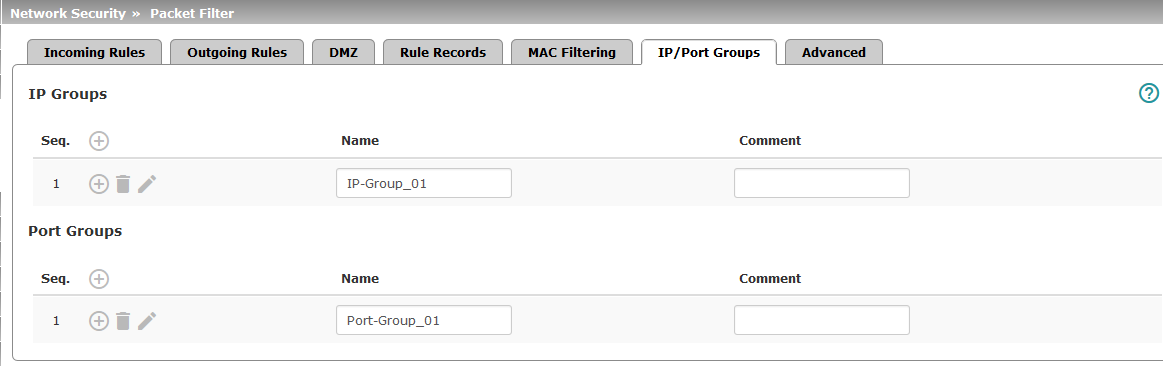 Network Security » Packet Filter
Incoming Rules Outgoing Rules DMZ Rule Records MAC Filtering IP/Port Groups Advanced
IP Groups
?
Seq. Name Comment
1 IP-Group_01
Port Groups
Seq. Name Comment
1 Port-Group_01